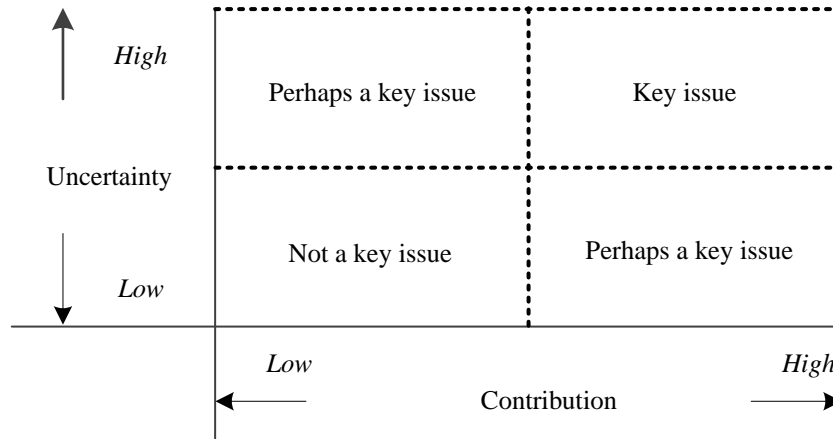 High
Perhaps a key issue
Key issue
Uncertainty
Not a key issue
Perhaps a key issue
Low
Low
High
Contribution